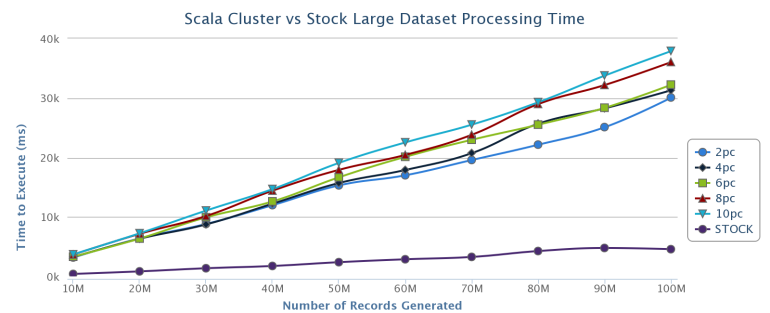 Scala Cluster vs Stock Large Dataset Processing Time
Time to Execute (ms)
40k
30k
20k
10k
0k
10M 20M 30M 40M 50M 60M 70M 80M 90M 100M
Number of Records Generated
2pc
4pc
6pc
8pc
10pc
STOCK